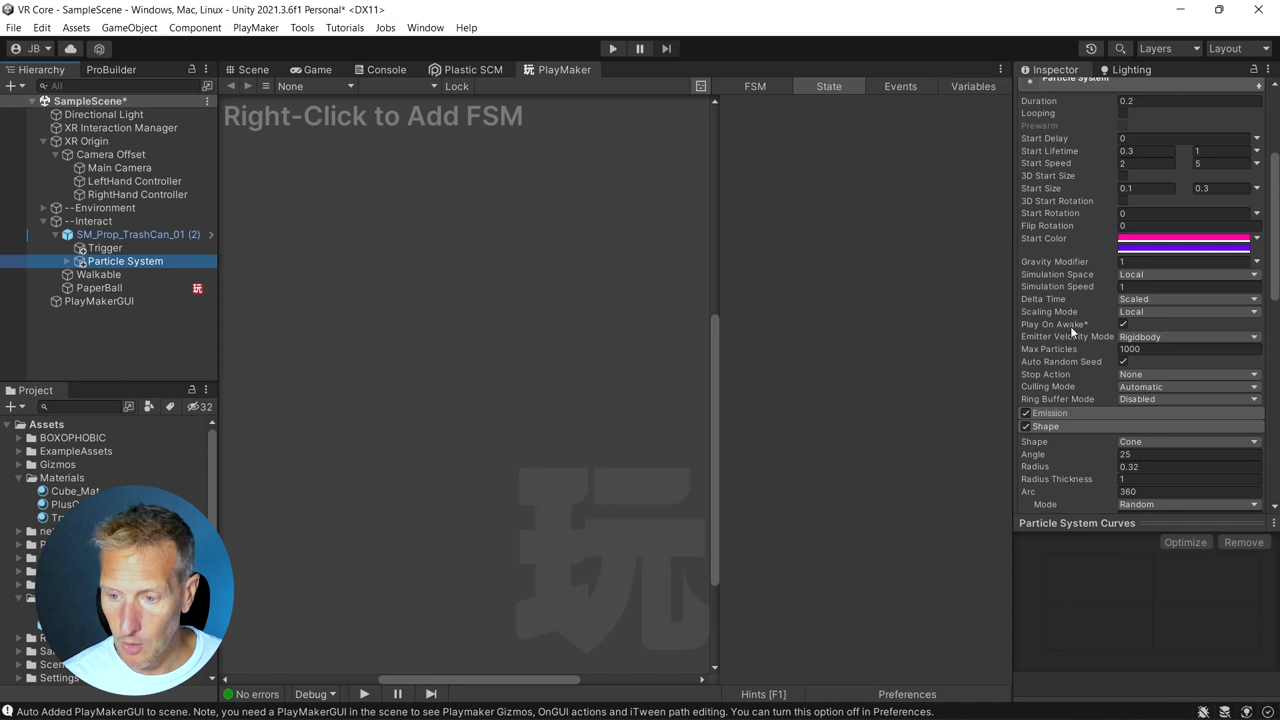 VR Core - SampleScene - Windows, Mac, Linux - Unity 2021.3.6f1 Personal* <DX11>
File Edit Assets GameObject Component PlayMaker Tools Tutorials Jobs Window Help
JB Layers Layout
Hierarchy ProBuilder Scene Game Console Plastic SCM PlayMaker Inspector Lighting
All None Lock FSM State Events Variables
Particle System
SampleScene*
Directional Light
XR Interaction Manager
XR Origin
Camera Offset
Main Camera
LeftHand Controller
RightHand Controller
--Environment
--Interact
SM_Prop_TrashCan_01 (2)
Trigger
Particle System
Walkable
PaperBall 玩
PlayMakerGUI
Project
32
Assets
BOXOPHOBIC
ExampleAssets
Gizmos
Materials
Cube_Mat
Settings
Right-Click to Add FSM
玩
No errors Debug Hints [F1] Preferences
Duration 0.2
Looping
Prewarm
Start Delay 0
Start Lifetime 0.3 1
Start Speed 2 5
3D Start Size
Start Size 0.1 0.3
3D Start Rotation
Start Rotation 0
Flip Rotation 0
Start Color
Gravity Modifier 1
Simulation Space Local
Simulation Speed 1
Delta Time Scaled
Scaling Mode Local
Play On Awake*
Emitter Velocity Mode Rigidbody
Max Particles 1000
Auto Random Seed
Stop Action None
Culling Mode Automatic
Ring Buffer Mode Disabled
Emission
Shape
Shape Cone
Angle 25
Radius 0.32
Radius Thickness 1
Arc 360
Mode Random
Particle System Curves
Optimize Remove
Auto Added PlayMakerGUI to scene. Note, you need a PlayMakerGUI in the scene to see Playmaker Gizmos, OnGUI actions and iTween path editing. You can turn this option off in Preferences.